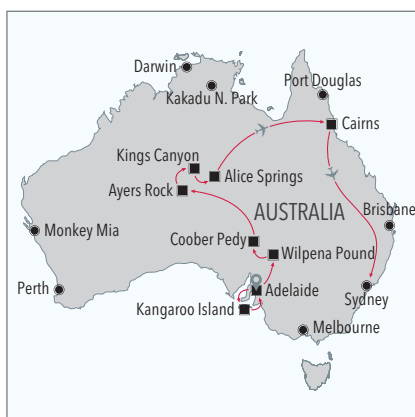 Darwin
Kakadu N. Park
Port Douglas
Cairns
Kings Canyon
Alice Springs
Ayers Rock
AUSTRALIA
Brisbane
Monkey Mia
Coober Pedy
Wilpena Pound
Perth
Adelaide
Sydney
Kangaroo Island
Melbourne